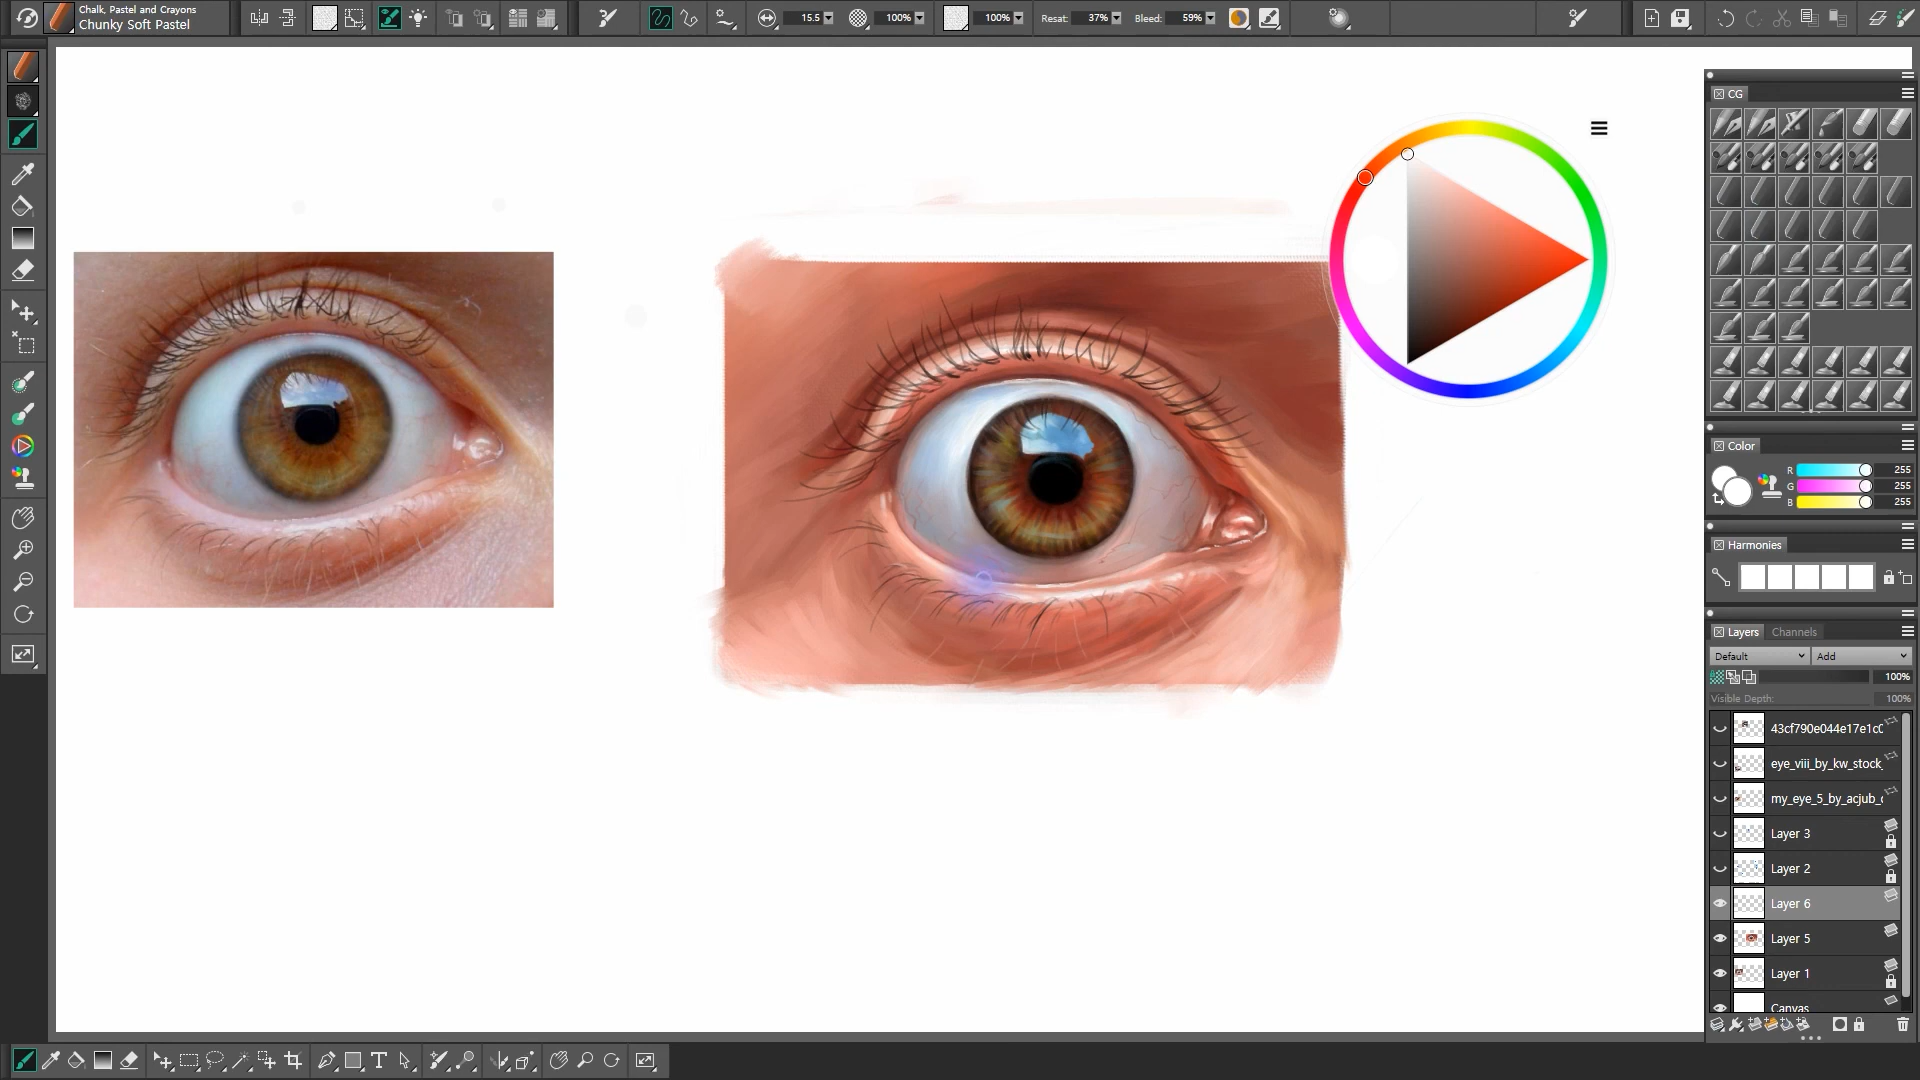 Chalk, Pastel and Crayons
Chunky Soft Pastel
15.5
100%
100%
Resat: 37%
Bleed: 59%
CG
Color
R 255
G 255
B 255
Harmonies
Layers Channels
Default Add
100%
Visible Depth: 100%
43cf790e044e17e1c0
eye_viii_by_kw_stock_
my_eye_5_by_acjub_
Layer 3
Layer 2
Layer 6
Layer 5
Layer 1
Canvas